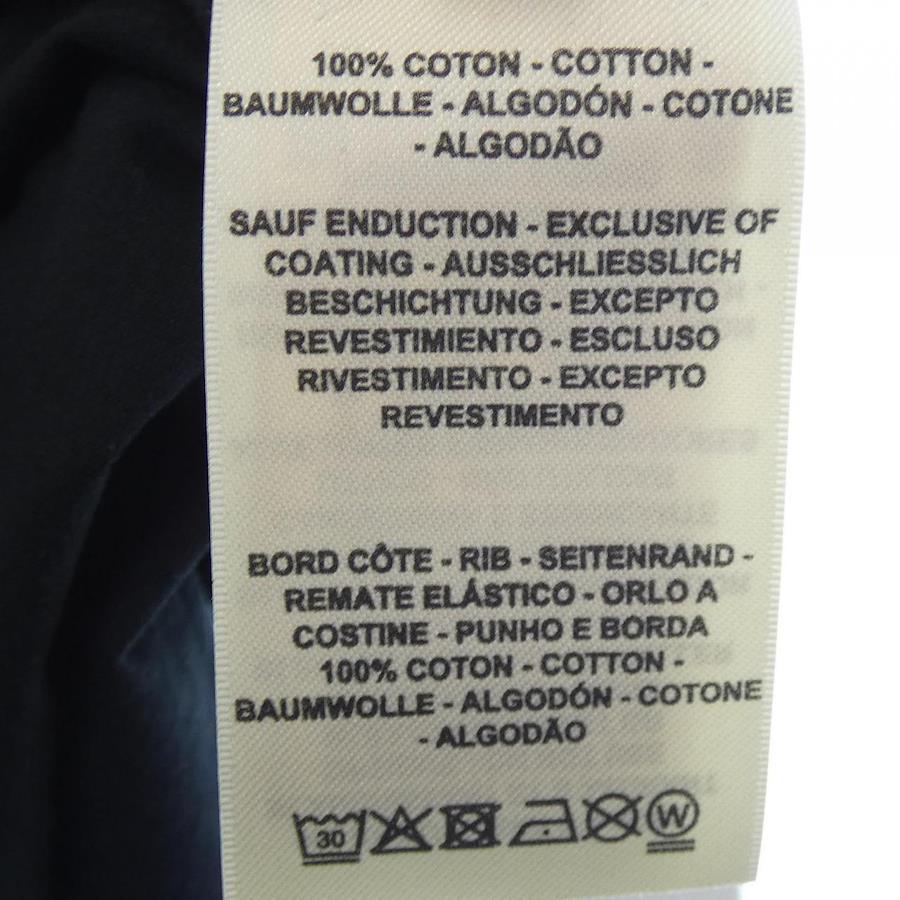 100% COTON - COTTON -
BAUMWOLLE - ALGODÓN - COTONE
- ALGODÃO
SAUF ENDUCTION - EXCLUSIVE OF
COATING - AUSSCHLIESSLICH
BESCHICHTUNG - EXCEPTO
REVESTIMIENTO - ESCLUSO
RIVESTIMENTO - EXCEPTO
REVESTIMENTO
BORD CÔTE - RIB - SEITENRAND -
REMATE ELÁSTICO - ORLO A
COSTINE - PUNHO E BORDA
100% COTON - COTTON -
BAUMWOLLE - ALGODÓN - COTONE
- ALGODÃO
30 W